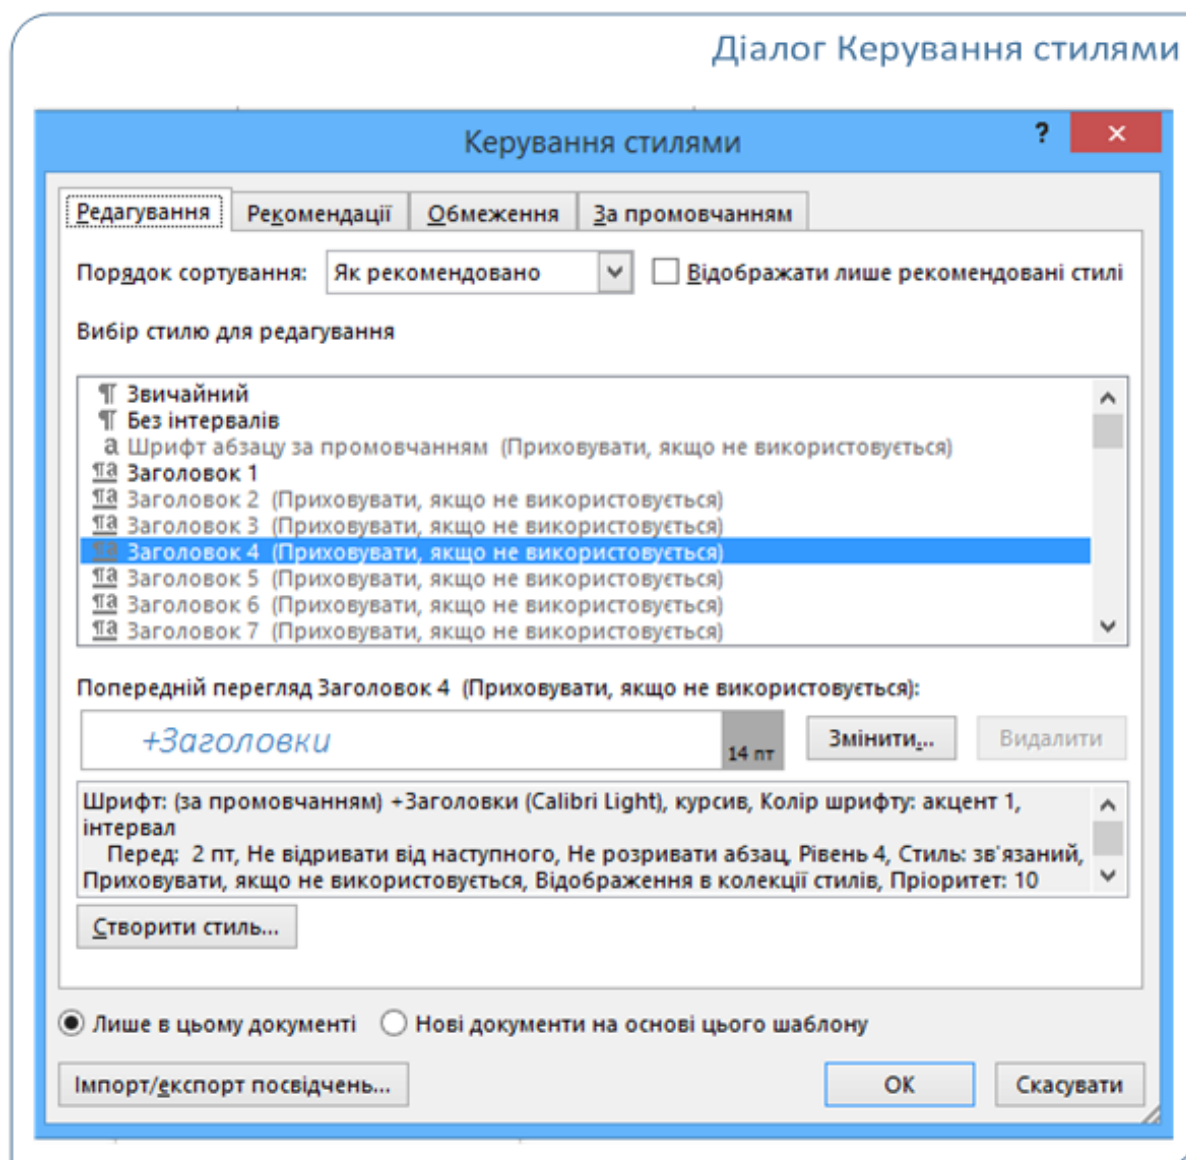 Діалог Керування стилями
Керування стилями
?
Редагування Рекомендації Обмеження За промовчанням
Порядок сортування: Як рекомендовано Відображати лише рекомендовані стилі
Вибір стилю для редагування
¶ Звичайний
¶ Без інтервалів
a Шрифт абзацу за промовчанням (Приховувати, якщо не використовується)
¶a Заголовок 1
¶a Заголовок 2 (Приховувати, якщо не використовується)
¶a Заголовок 3 (Приховувати, якщо не використовується)
¶a Заголовок 4 (Приховувати, якщо не використовується)
¶a Заголовок 5 (Приховувати, якщо не використовується)
¶a Заголовок 6 (Приховувати, якщо не використовується)
¶a Заголовок 7 (Приховувати, якщо не використовується)
Попередній перегляд Заголовок 4 (Приховувати, якщо не використовується):
+Заголовки 14 пт Змінити... Видалити
Шрифт: (за промовчанням) +Заголовки (Calibri Light), курсив, Колір шрифту: акцент 1,
інтервал
Перед: 2 пт, Не відривати від наступного, Не розривати абзац, Рівень 4, Стиль: зв'язаний,
Приховувати, якщо не використовується, Відображення в колекції стилів, Пріоритет: 10
Створити стиль...
Лише в цьому документі Нові документи на основі цього шаблону
Імпорт/експорт посвідчень... ОК Скасувати